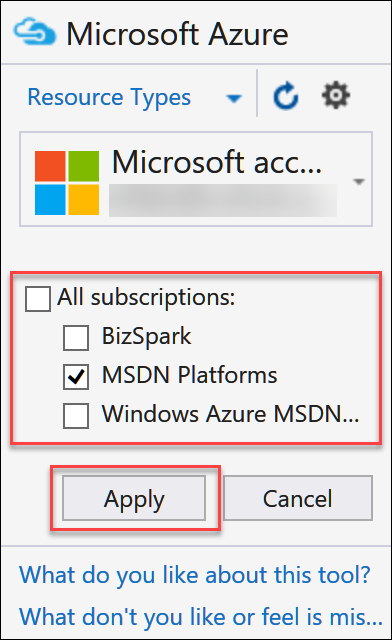 Microsoft Azure
Resource Types
Microsoft acc...
All subscriptions:
BizSpark
MSDN Platforms
Windows Azure MSDN...
Apply
Cancel
What do you like about this tool?
What don't you like or feel is mis...